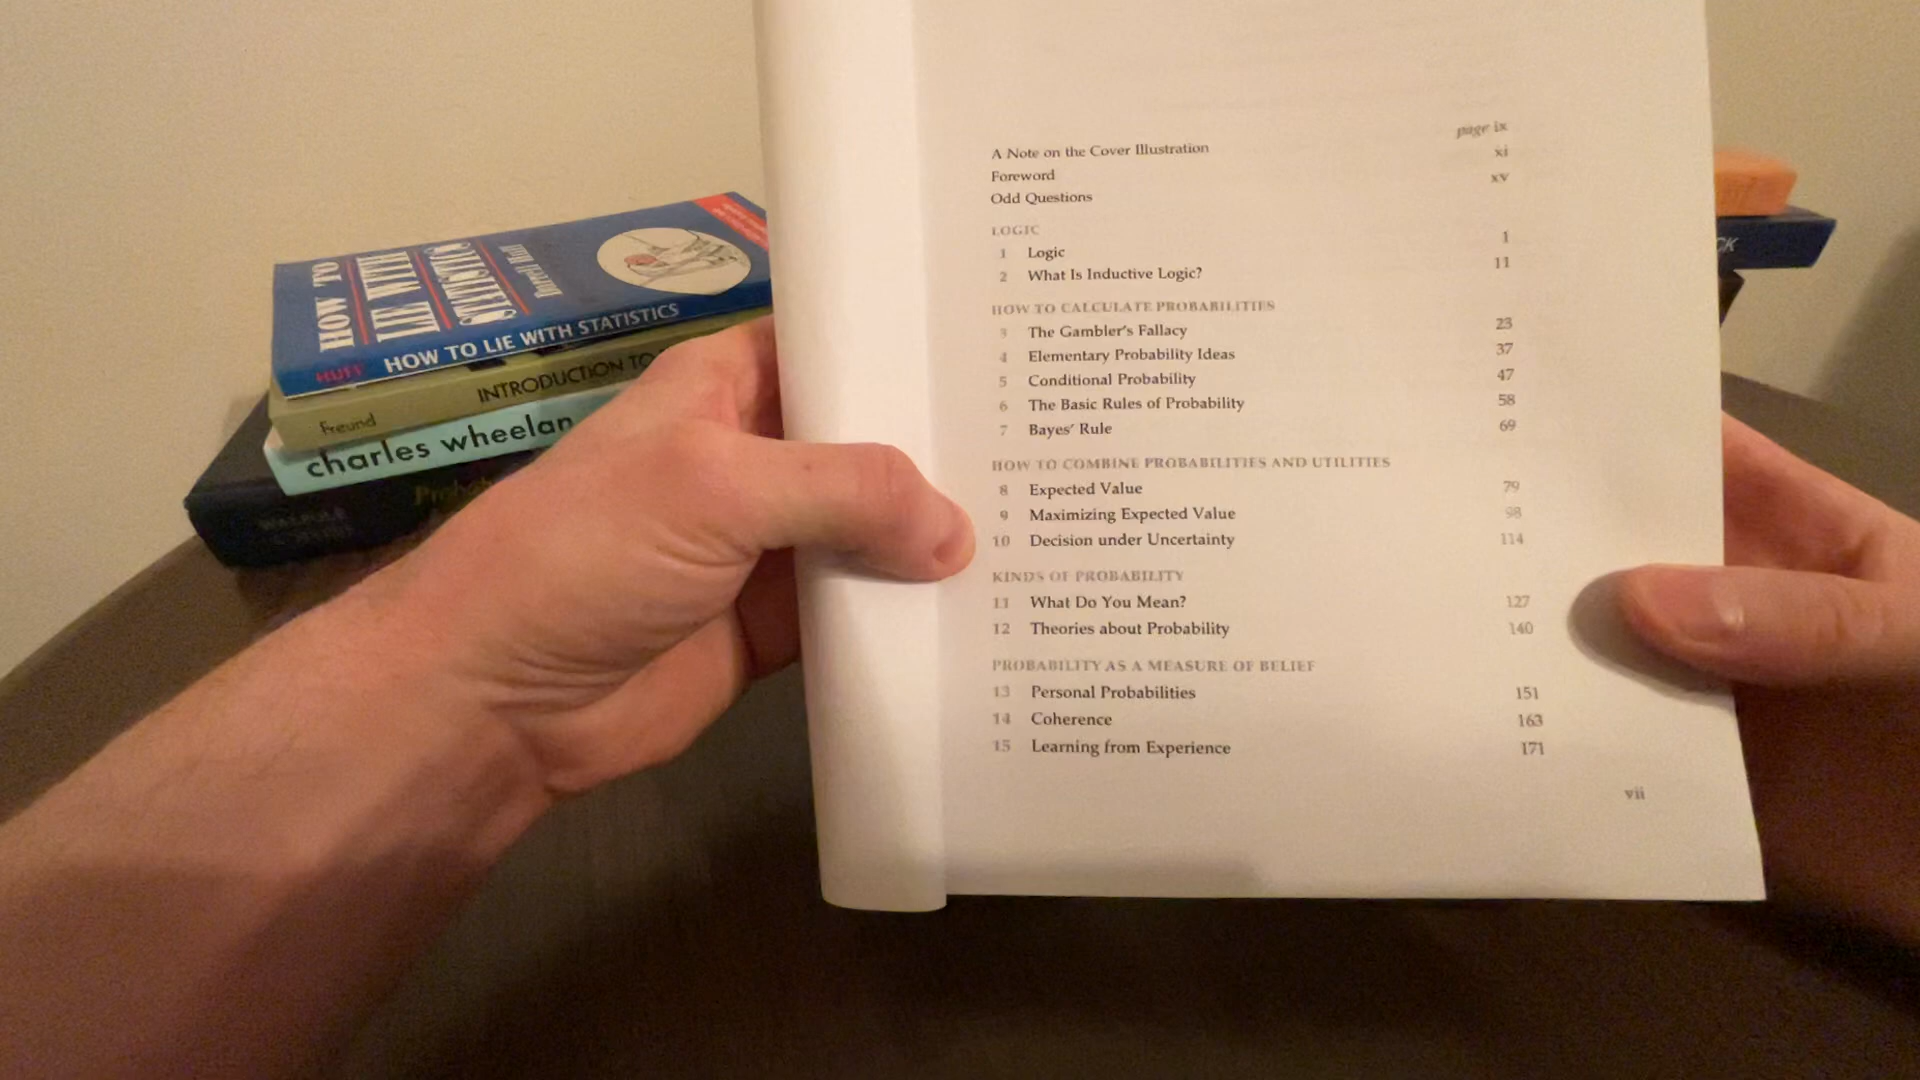 HOW TO
LIE WITH
STATISTICS
Darrell Huff
HUFF HOW TO LIE WITH STATISTICS
Freund INTRODUCTION TO
charles wheelan
WALPOLE
CK
page ix
A Note on the Cover Illustration
xi
Foreword
xv
Odd Questions
LOGIC
1 Logic 1
2 What Is Inductive Logic? 11
HOW TO CALCULATE PROBABILITIES
3 The Gambler's Fallacy 23
4 Elementary Probability Ideas 37
5 Conditional Probability 47
6 The Basic Rules of Probability 58
7 Bayes' Rule 69
HOW TO COMBINE PROBABILITIES AND UTILITIES
8 Expected Value 79
9 Maximizing Expected Value 98
10 Decision under Uncertainty 114
KINDS OF PROBABILITY
11 What Do You Mean? 127
12 Theories about Probability 140
PROBABILITY AS A MEASURE OF BELIEF
13 Personal Probabilities 151
14 Coherence 163
15 Learning from Experience 171
vii